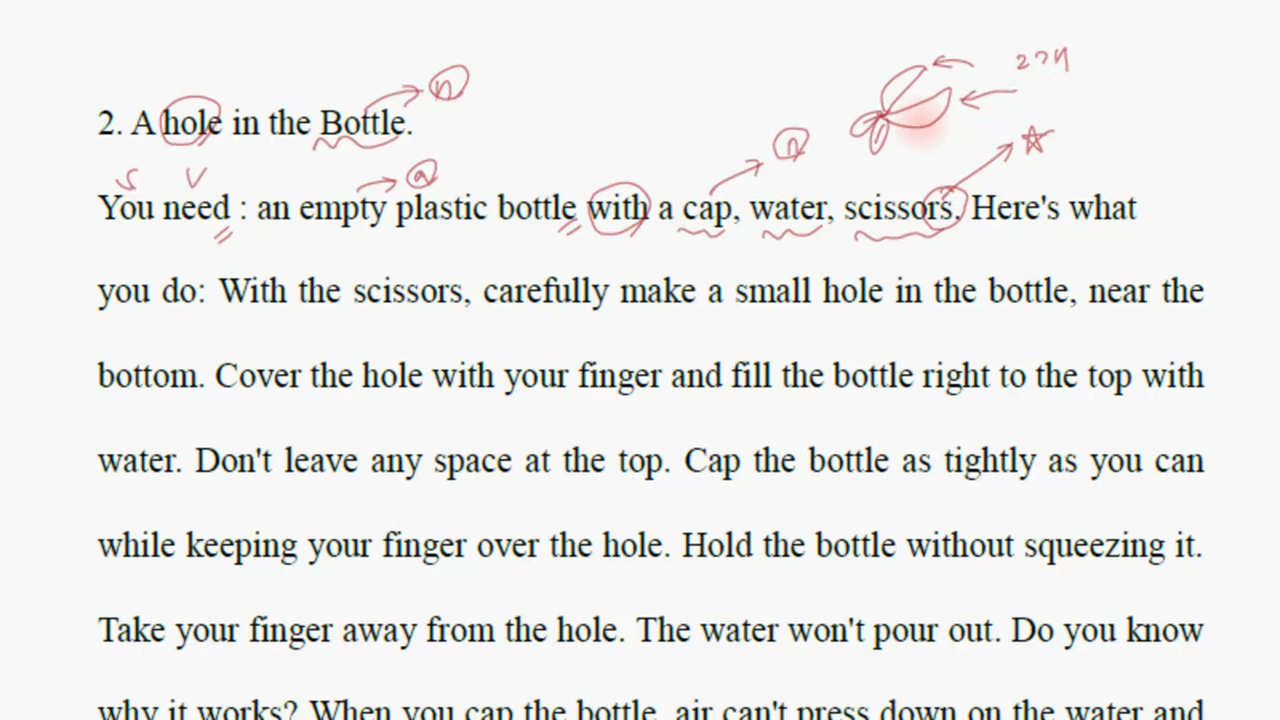 2. A hole in the Bottle.
n
2개
S V a n
You need : an empty plastic bottle with a cap, water, scissors. Here's what
you do: With the scissors, carefully make a small hole in the bottle, near the
bottom. Cover the hole with your finger and fill the bottle right to the top with
water. Don't leave any space at the top. Cap the bottle as tightly as you can
while keeping your finger over the hole. Hold the bottle without squeezing it.
Take your finger away from the hole. The water won't pour out. Do you know
why it works? When you cap the bottle, air can't press down on the water and